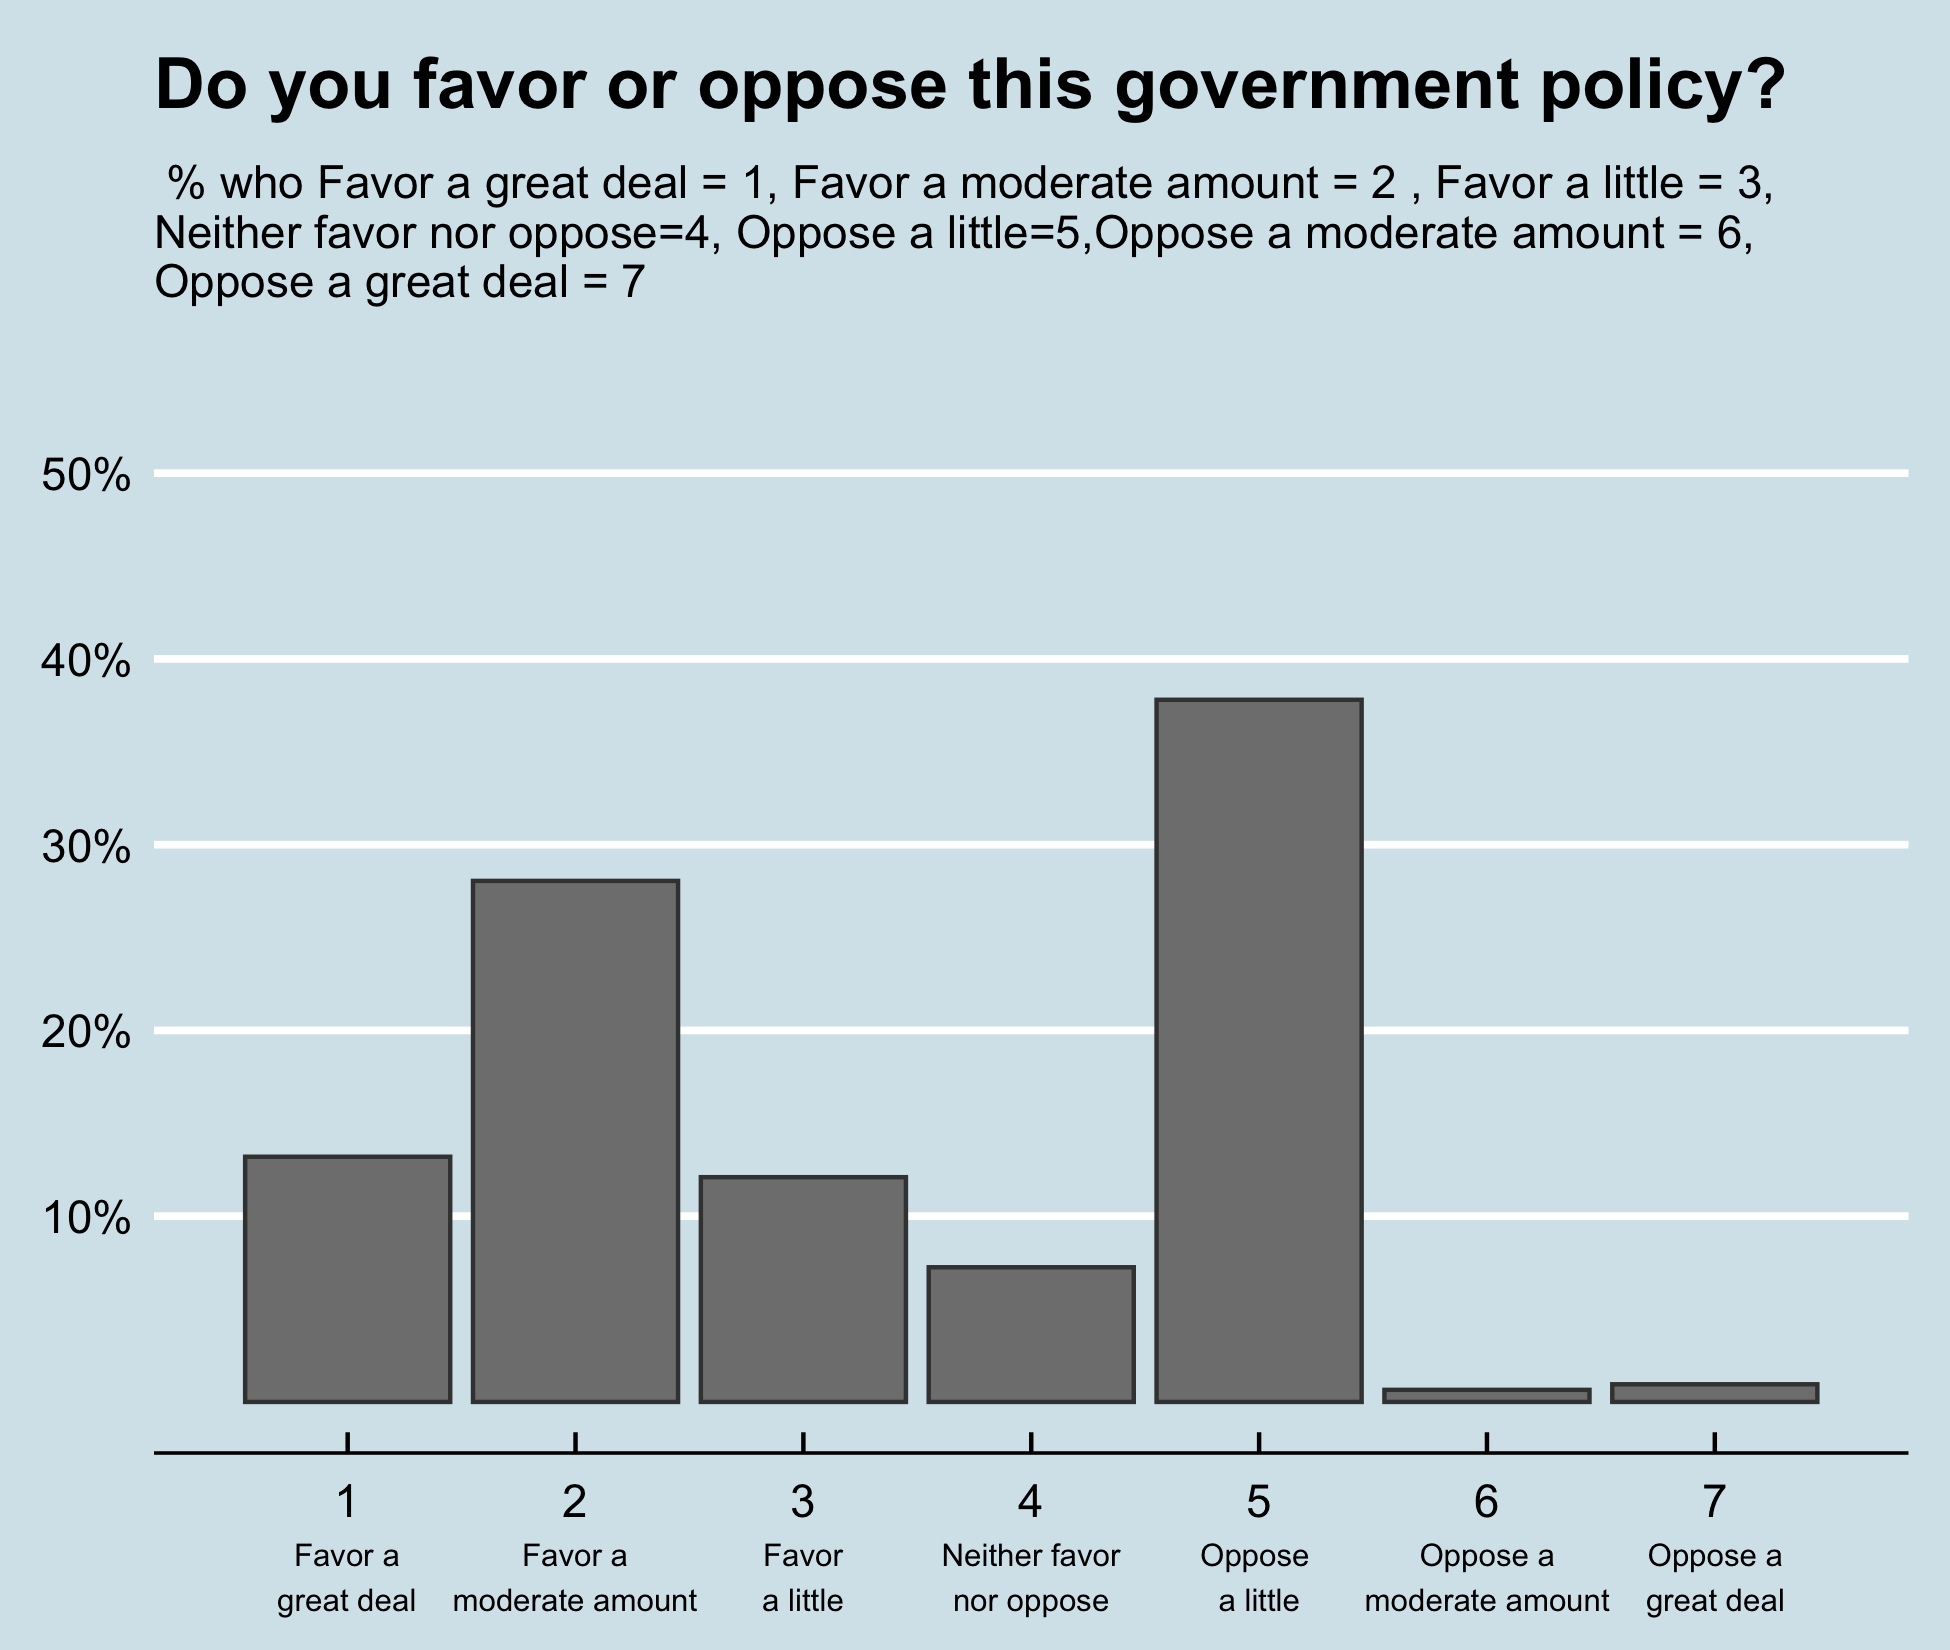 Do you favor or oppose this government policy?
% who Favor a great deal = 1, Favor a moderate amount = 2 , Favor a little = 3,
Neither favor nor oppose=4, Oppose a little=5,Oppose a moderate amount = 6,
Oppose a great deal = 7
50%
40%
30%
20%
10%
1 2 3 4 5 6 7
Favor a Favor a Favor Neither favor Oppose Oppose a Oppose a
great deal moderate amount a little nor oppose a little moderate amount great deal